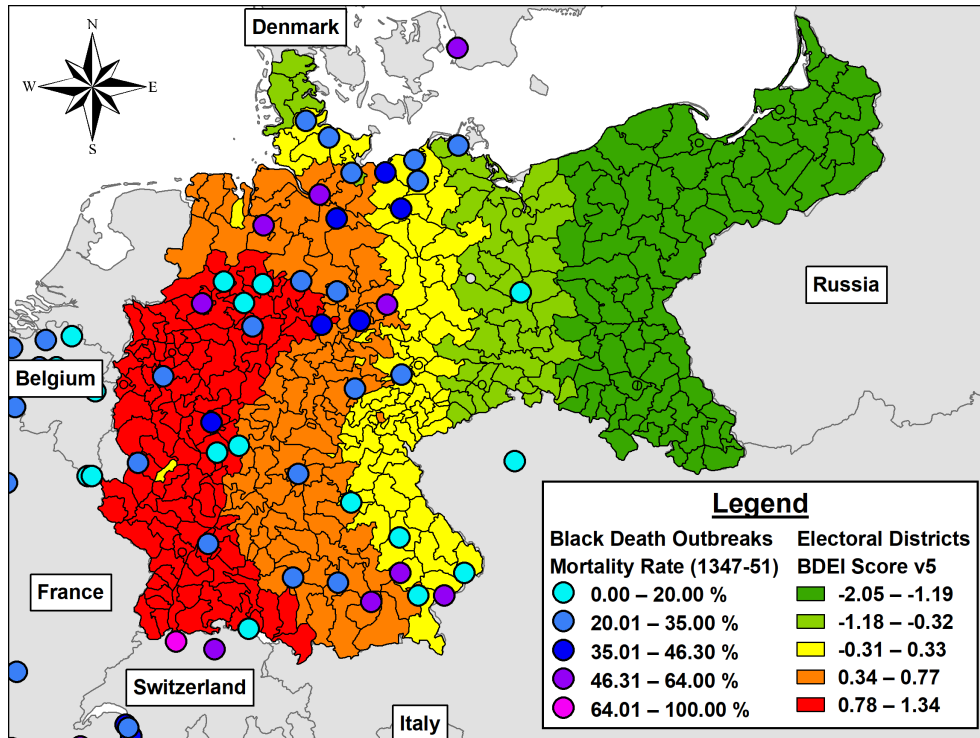 Denmark
N
W E
S
Russia
Belgium
France
Switzerland
Italy
Legend
Black Death Outbreaks
Mortality Rate (1347-51)
0.00 – 20.00 %
20.01 – 35.00 %
35.01 – 46.30 %
46.31 – 64.00 %
64.01 – 100.00 %
Electoral Districts
BDEI Score v5
-2.05 – -1.19
-1.18 – -0.32
-0.31 – 0.33
0.34 – 0.77
0.78 – 1.34